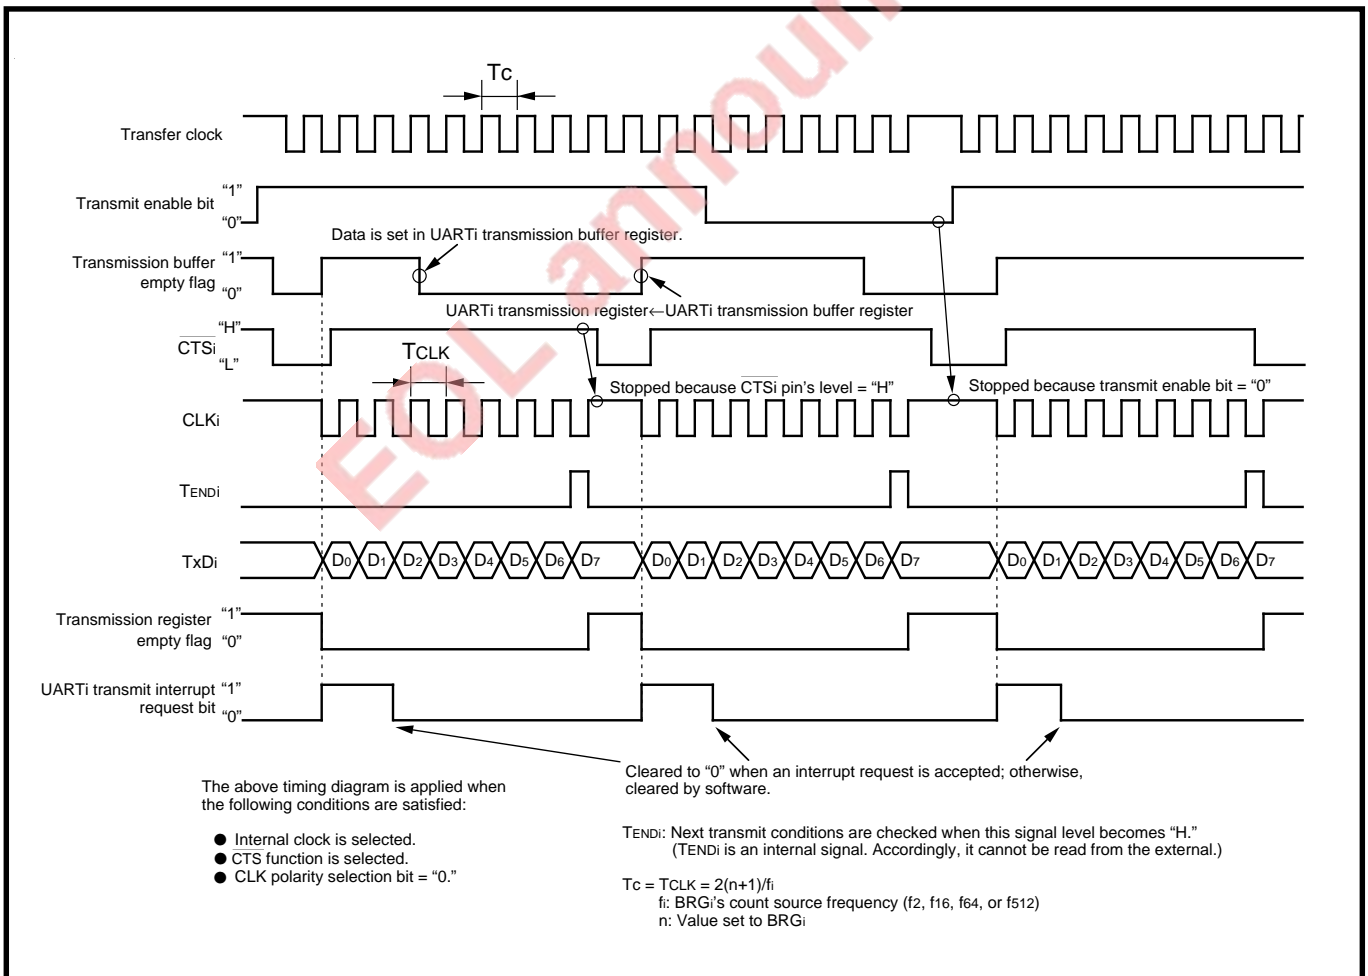 EOL announ
Tc
Transfer clock
Transmit enable bit
“1”
“0”
Data is set in UARTi transmission buffer register.
Transmission buffer
empty flag
“1”
“0”
UARTi transmission register←UARTi transmission buffer register
CTSi
“H”
“L”
TCLK
Stopped because CTSi pin’s level = “H”
Stopped because transmit enable bit = “0”
CLKi
TENDi
TxDi
D0 D1 D2 D3 D4 D5 D6 D7 D0 D1 D2 D3 D4 D5 D6 D7 D0 D1 D2 D3 D4 D5 D6 D7
Transmission register
empty flag
“1”
“0”
UARTi transmit interrupt
request bit
“1”
“0”
Cleared to “0” when an interrupt request is accepted; otherwise,
cleared by software.
The above timing diagram is applied when
the following conditions are satisfied:
● Internal clock is selected.
● CTS function is selected.
● CLK polarity selection bit = “0.”
TENDi: Next transmit conditions are checked when this signal level becomes “H.”
(TENDi is an internal signal. Accordingly, it cannot be read from the external.)
Tc = TCLK = 2(n+1)/fi
fi: BRGi’s count source frequency (f2, f16, f64, or f512)
n: Value set to BRGi